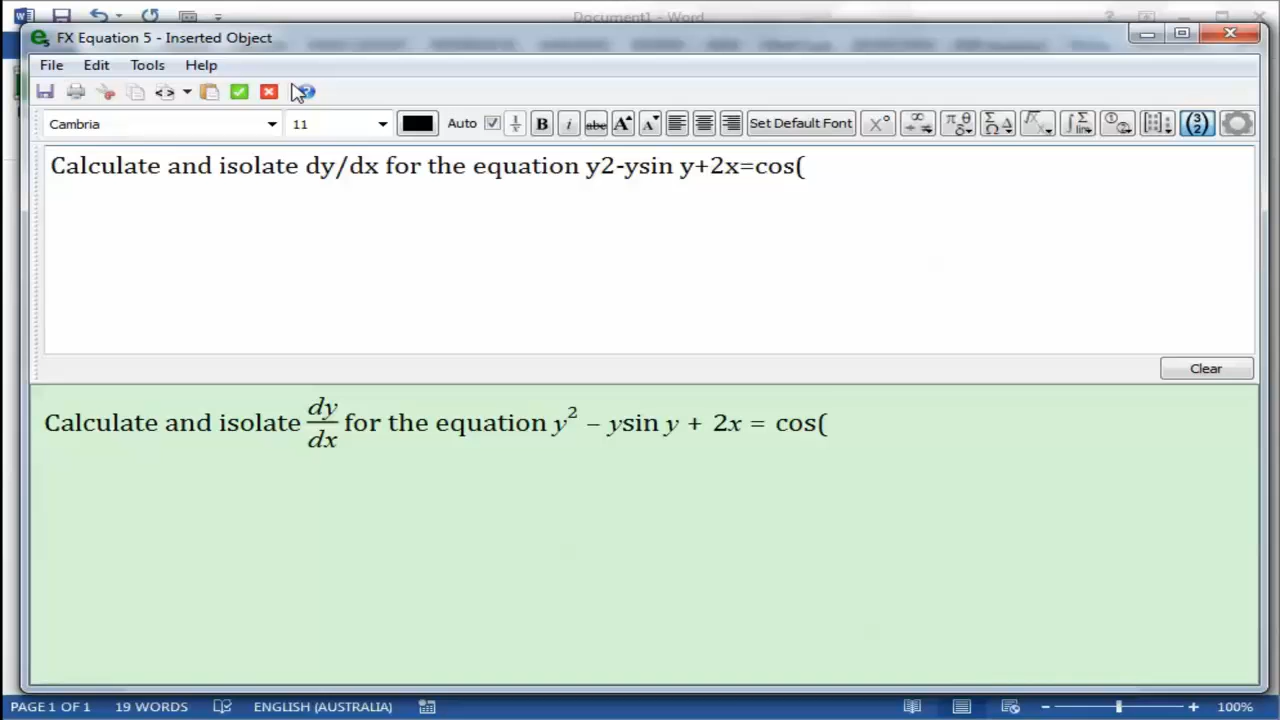 Document1 - Word
FX Equation 5 - Inserted Object
File Edit Tools Help
Cambria 11 Auto B i abc A A Set Default Font
Calculate and isolate dy/dx for the equation y2-ysin y+2x=cos(
Clear
Calculate and isolate dy/dx for the equation y² – ysin y + 2x = cos(
PAGE 1 OF 1 19 WORDS ENGLISH (AUSTRALIA) 100%